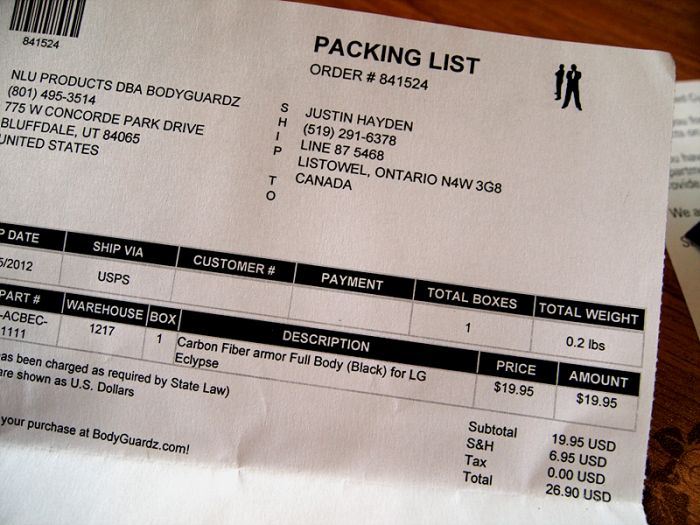 841524
PACKING LIST
ORDER # 841524
NLU PRODUCTS DBA BODYGUARDZ
(801) 495-3514
775 W CONCORDE PARK DRIVE
BLUFFDALE, UT 84065
UNITED STATES
SHIP TO
JUSTIN HAYDEN
(519) 291-6378
LINE 87 5468
LISTOWEL, ONTARIO N4W 3G8
CANADA
P DATE SHIP VIA CUSTOMER # PAYMENT TOTAL BOXES TOTAL WEIGHT
5/2012 USPS 1 0.2 lbs
PART # WAREHOUSE BOX DESCRIPTION PRICE AMOUNT
-ACBEC- 1217 1 Carbon Fiber armor Full Body (Black) for LG $19.95 $19.95
1111 Eclypse
as been charged as required by State Law)
are shown as U.S. Dollars
Subtotal 19.95 USD
S&H 6.95 USD
Tax 0.00 USD
Total 26.90 USD
your purchase at BodyGuardz.com!
We a